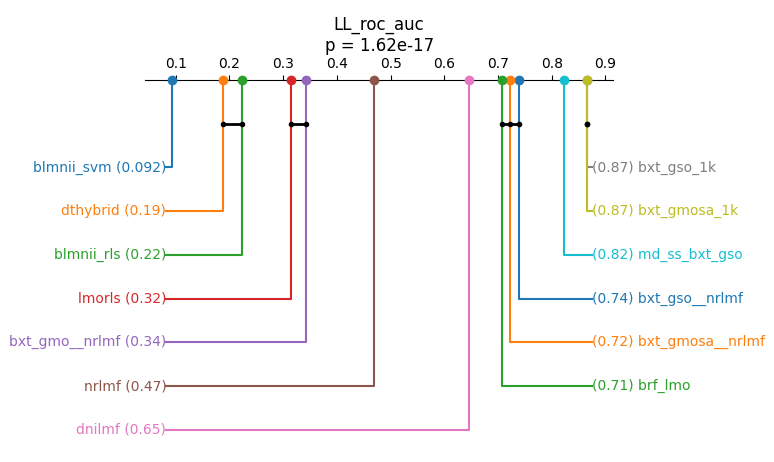 LL_roc_auc
p = 1.62e-17
0.1 0.2 0.3 0.4 0.5 0.6 0.7 0.8 0.9
blmnii_svm (0.092)
(0.87) bxt_gso_1k
dthybrid (0.19)
(0.87) bxt_gmosa_1k
blmnii_rls (0.22)
(0.82) md_ss_bxt_gso
lmorls (0.32)
(0.74) bxt_gso__nrlmf
bxt_gmo__nrlmf (0.34)
(0.72) bxt_gmosa__nrlmf
nrlmf (0.47)
(0.71) brf_lmo
dnilmf (0.65)